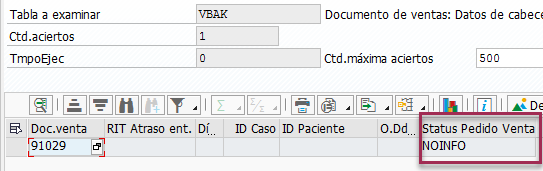 Tabla a examinar VBAK Documento de ventas: Datos de cabece
Ctd.aciertos 1
TmpoEjec 0 Ctd.máxima aciertos 500
De
Doc.venta RIT Atraso ent. Dí... ID Caso ID Paciente O.Dd... Status Pedido Venta
91029 NOINFO